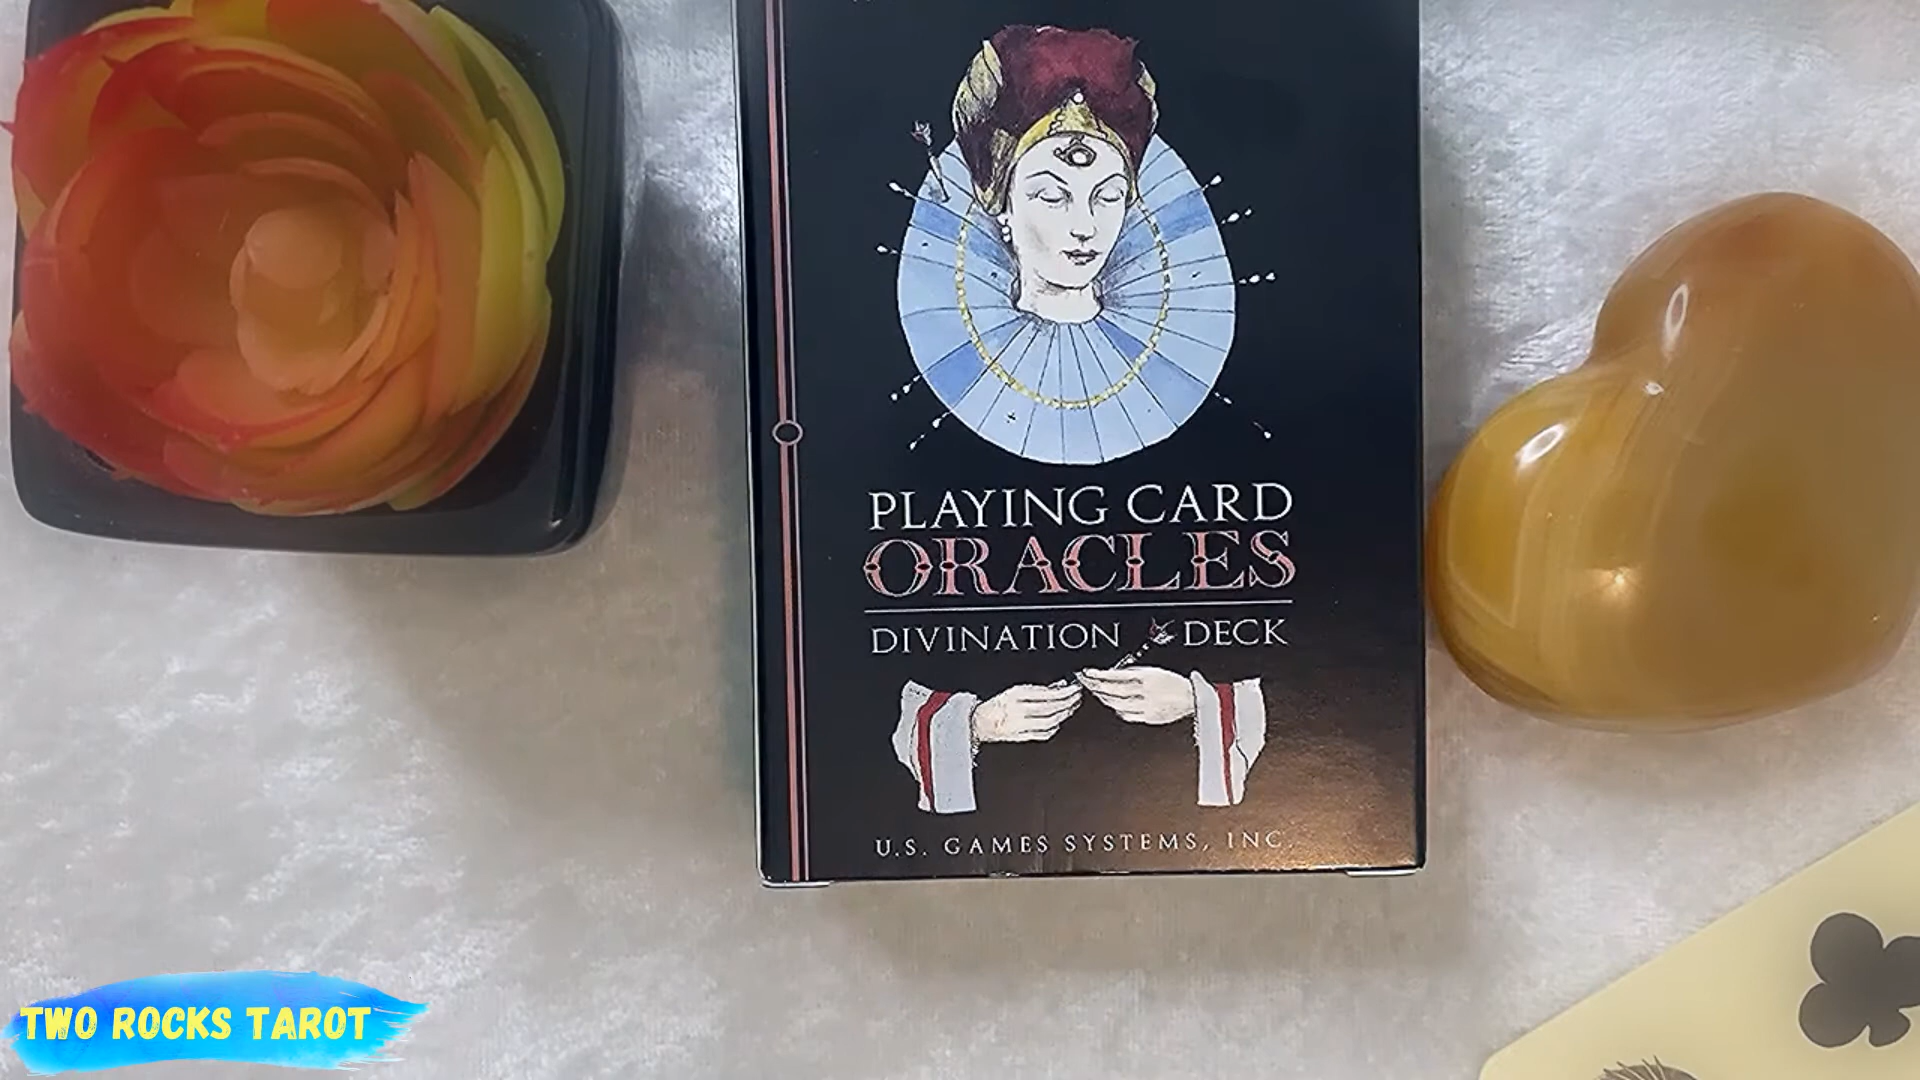 PLAYING CARD
ORACLES
DIVINATION DECK
U.S. GAMES SYSTEMS, INC.
TWO ROCKS TAROT